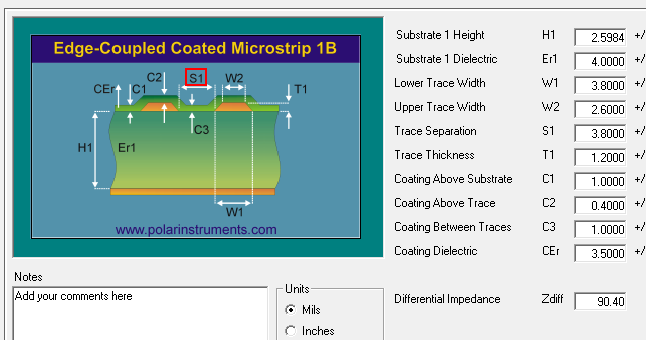 Edge-Coupled Coated Microstrip 1B
C2 S1 W2
CEr C1 T1
C3
H1 Er1
W1
www.polarinstruments.com
Substrate 1 Height H1 2.5984 +/
Substrate 1 Dielectric Er1 4.0000 +/
Lower Trace Width W1 3.8000 +/
Upper Trace Width W2 2.6000 +/
Trace Separation S1 3.8000 +/
Trace Thickness T1 1.2000 +/
Coating Above Substrate C1 1.0000 +/
Coating Above Trace C2 0.4000 +/
Coating Between Traces C3 1.0000 +/
Coating Dielectric CEr 3.5000 +/
Notes
Add your comments here
Units
Mils
Inches
Differential Impedance Zdiff 90.40